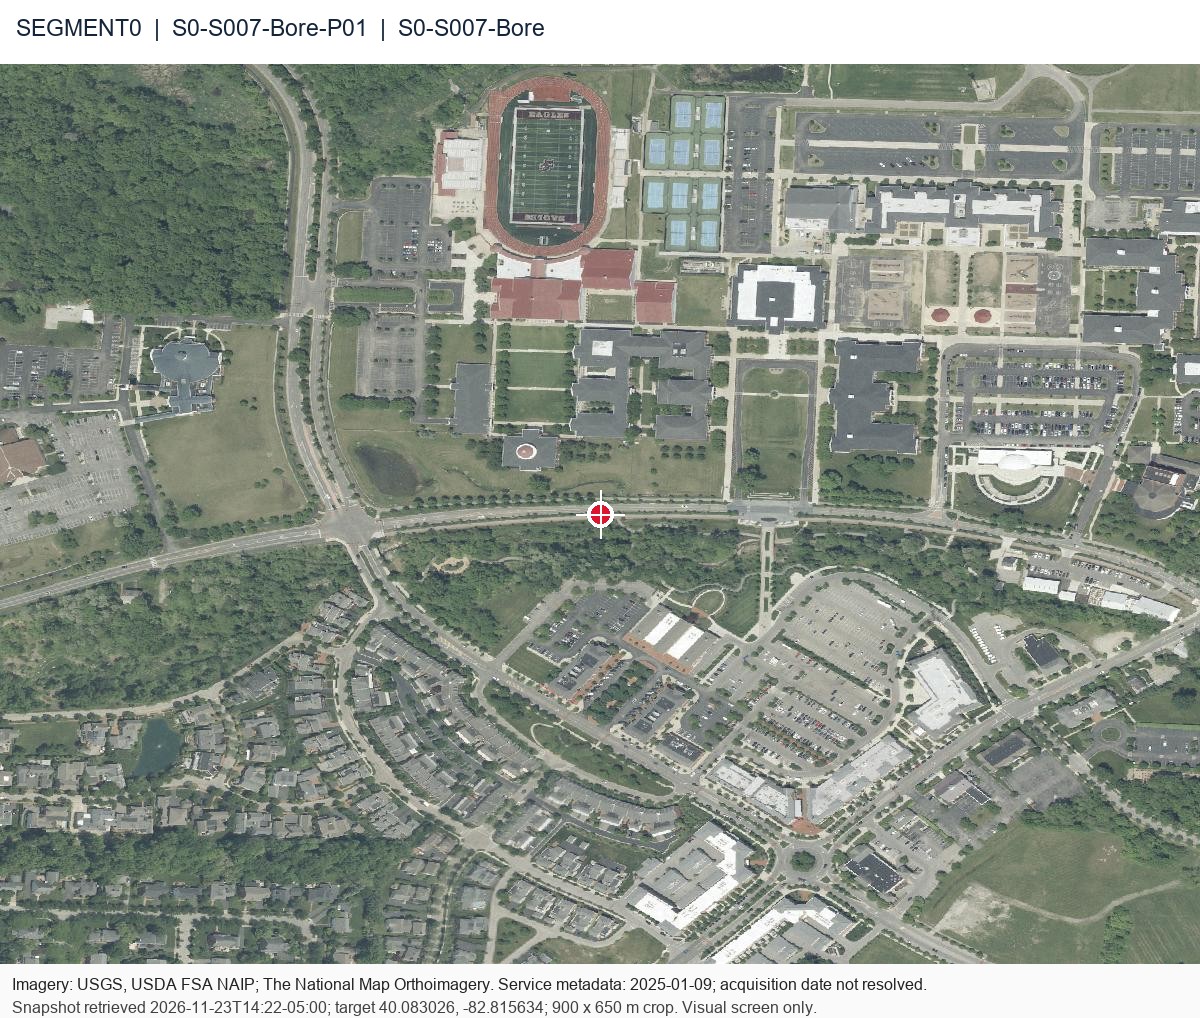 SEGMENT0 | S0-S007-Bore-P01 | S0-S007-Bore
EAGLES
EAGLES
Imagery: USGS, USDA FSA NAIP; The National Map Orthoimagery. Service metadata: 2025-01-09; acquisition date not resolved.
Snapshot retrieved 2026-11-23T14:22-05:00; target 40.083026, -82.815634; 900 x 650 m crop. Visual screen only.